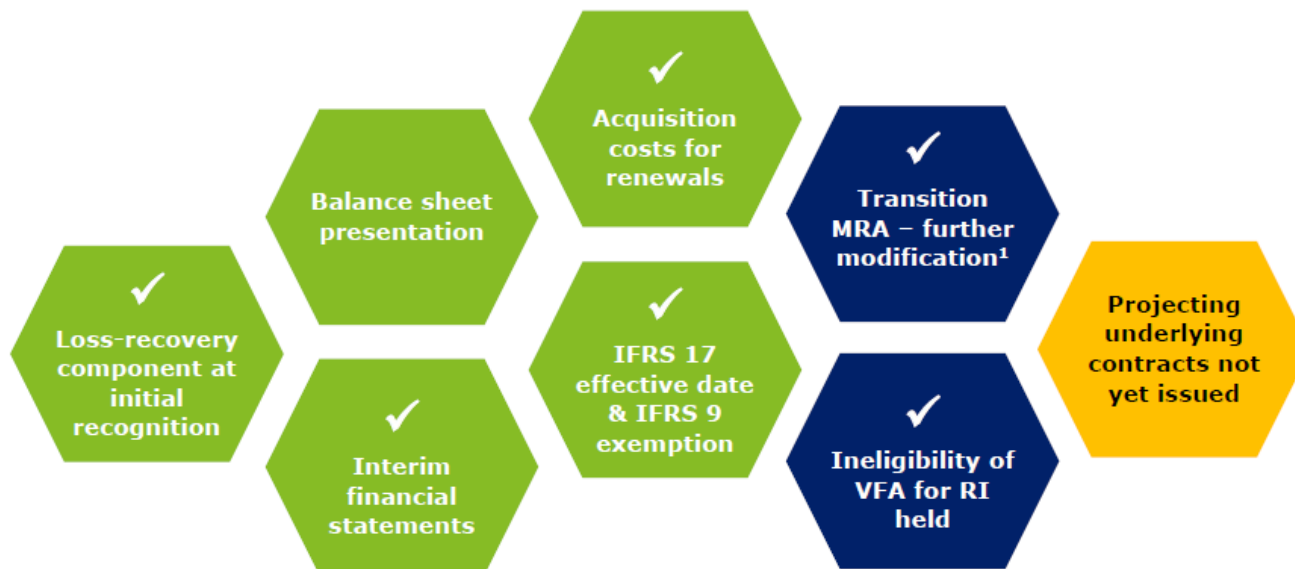 ✓
Loss-recovery
component at
initial
recognition
Balance sheet
presentation
✓
Interim
financial
statements
✓
Acquisition
costs for
renewals
✓
IFRS 17
effective date
& IFRS 9
exemption
✓
Transition
MRA – further
modification¹
✓
Ineligibility of
VFA for RI
held
Projecting
underlying
contracts not
yet issued